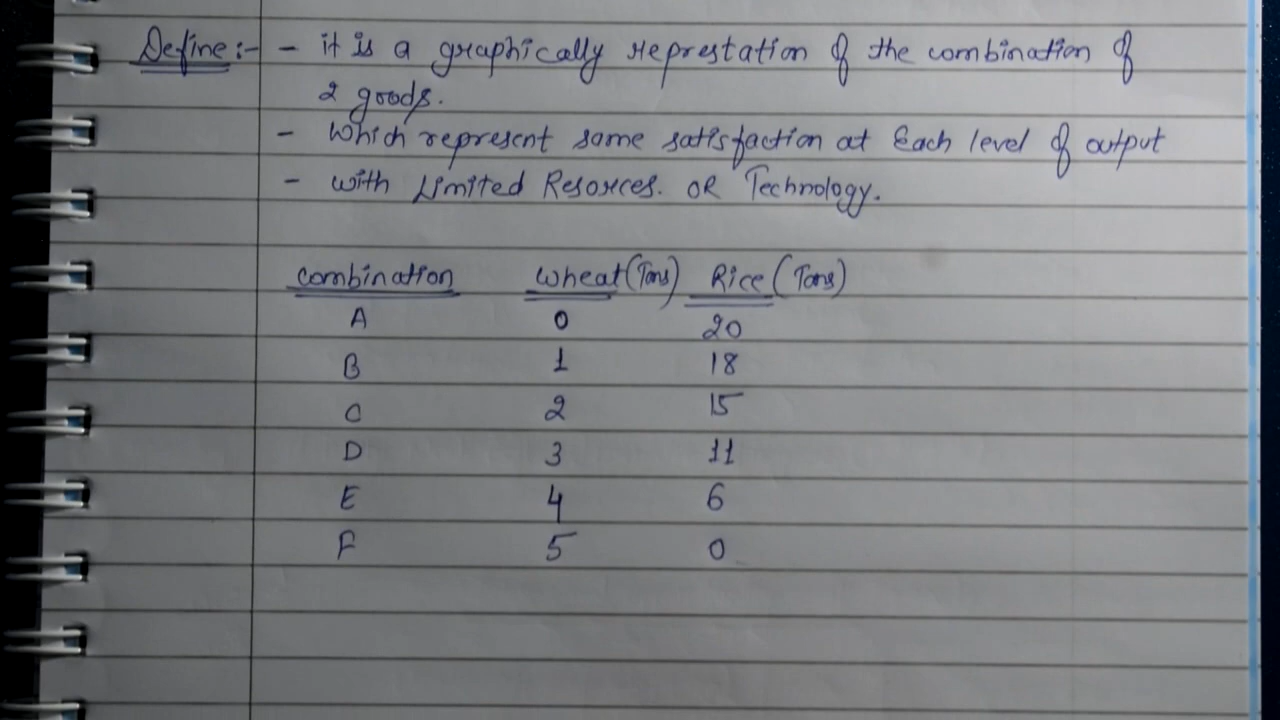 Define:- - it is a graphically represtation of the combination of
2 goods.
- Which represent same satisfaction at Each level of output
- with Limited Resorces. OR Technology.
combination Wheat(Tons) Rice(Tons)
A 0 20
B 1 18
C 2 15
D 3 11
E 4 6
F 5 0